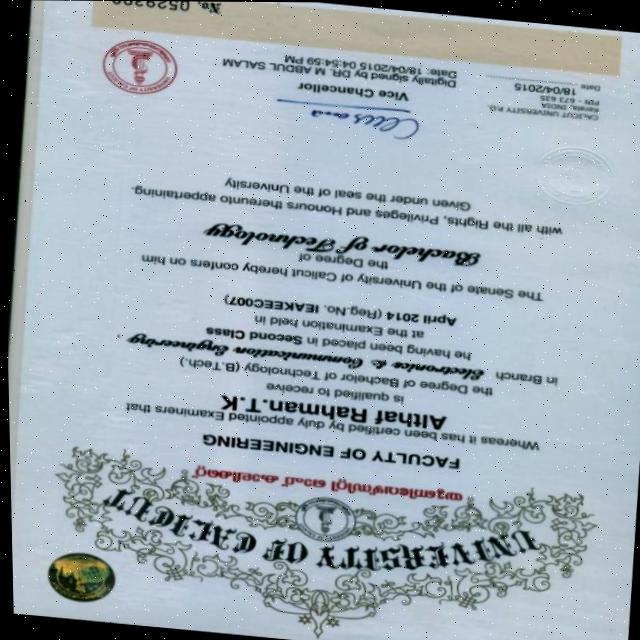 UNIVERSITY OF CALICUT
FACULTY OF ENGINEERING
Whereas it has been certified by duly appointed Examiners that
Althaf Rahman.T.K
is qualified to receive
the Degree of Bachelor of Technology (B.Tech.)
in Branch Electronics & Communication Engineering
he having been placed in Second Class
at the Examination held in
April 2014 (Reg.No. IEAKEEC007)
The Senate of the University of Calicut hereby confers on him
the Degree of
Bachelor of Technology
with all the Rights, Privileges and Honours thereunto appertaining.
Given under the seal of the University
CALICUT UNIVERSITY P.O.
Kerala, INDIA
PIN - 673 635
18/04/2015
Date
Vice Chancellor
Digitally signed by DR. M ABDUL SALAM
Date: 18/04/2015 04:54:59 PM
No.